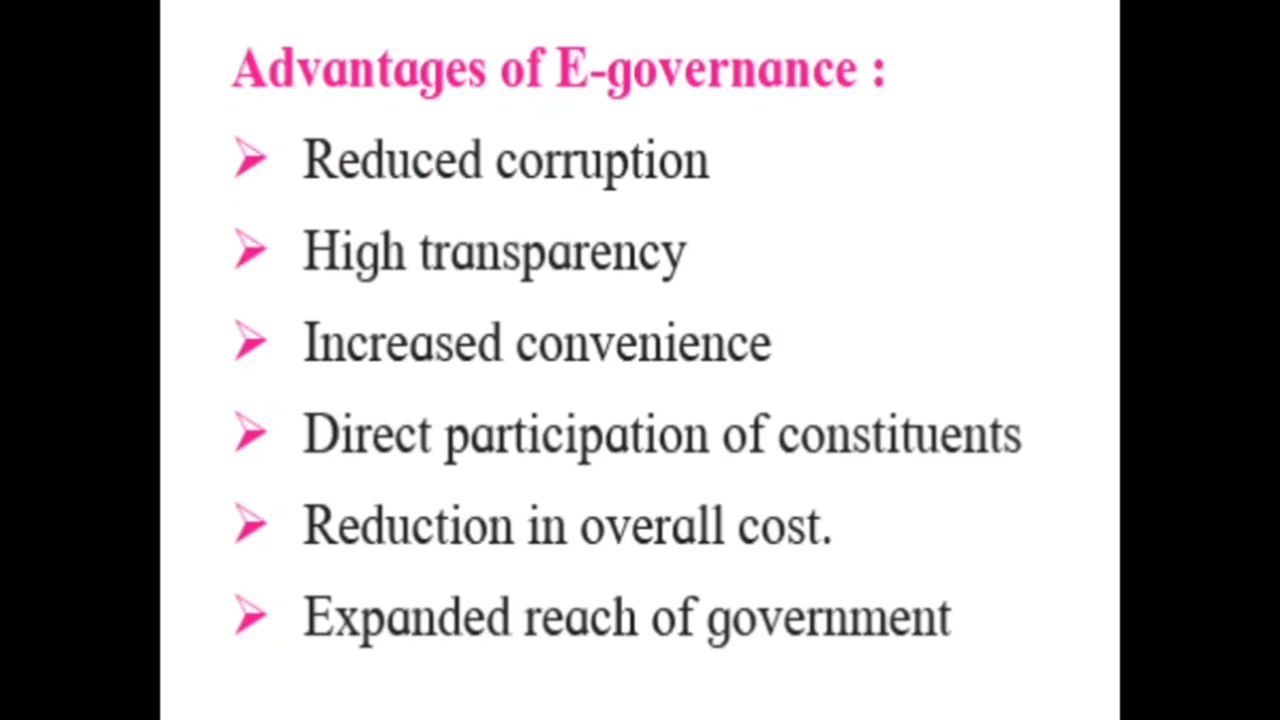 Advantages of E-governance :
Reduced corruption
High transparency
Increased convenience
Direct participation of constituents
Reduction in overall cost.
Expanded reach of government